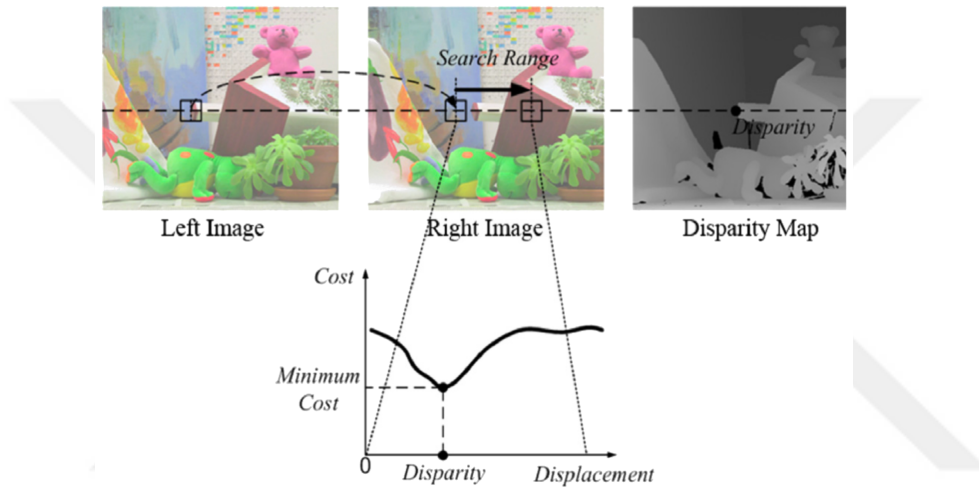 Search Range
Disparity
Left Image
Right Image
Disparity Map
Cost
Minimum
Cost
0
Disparity
Displacement